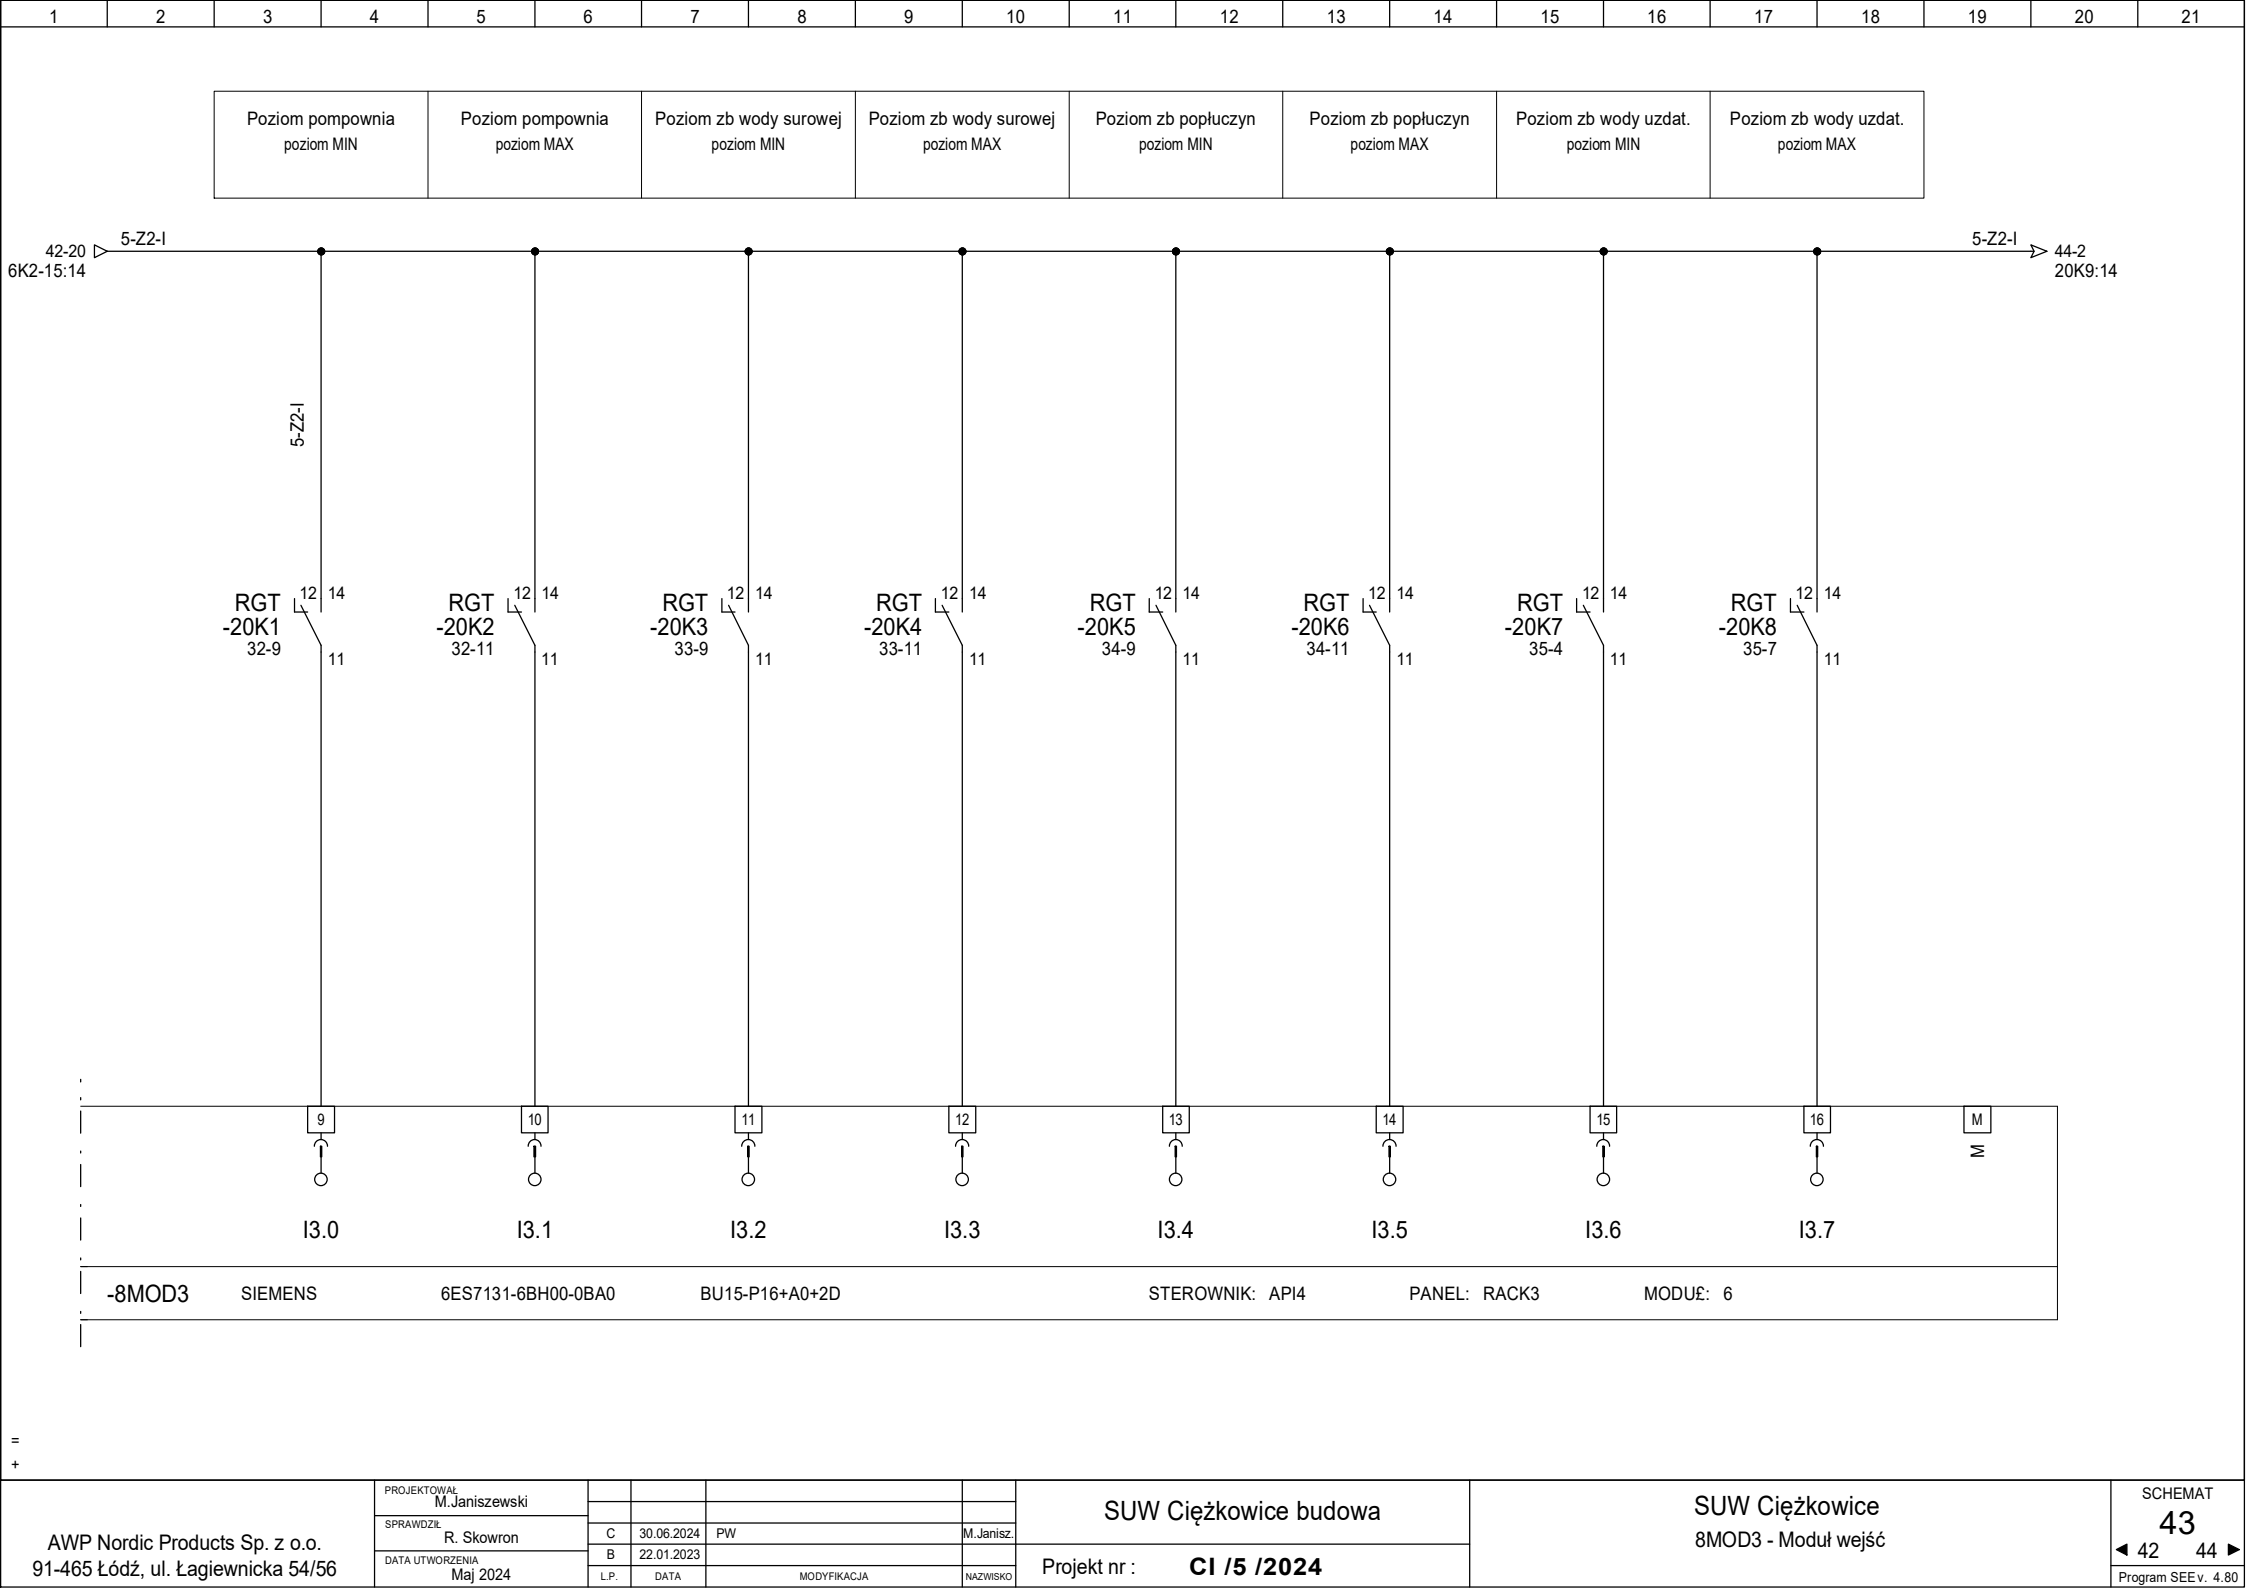 1 2 3 4 5 6 7 8 9 10 11 12 13 14 15 16 17 18 19 20 21
Poziom pompownia Poziom pompownia Poziom zb wody surowej Poziom zb wody surowej Poziom zb popłuczyn Poziom zb popłuczyn Poziom zb wody uzdat. Poziom zb wody uzdat.
poziom MIN poziom MAX poziom MIN poziom MAX poziom MIN poziom MAX poziom MIN poziom MAX
5-Z2-I 5-Z2-I
42-20 44-2
6K2-15:14 20K9:14
5-Z2-I
12 14 12 14 12 14 12 14 12 14 12 14 12 14 12 14
RGT RGT RGT RGT RGT RGT RGT RGT
-20K1 -20K2 -20K3 -20K4 -20K5 -20K6 -20K7 -20K8
32-9 32-11 33-9 33-11 34-9 34-11 35-4 35-7
11 11 11 11 11 11 11 11
9 10 11 12 13 14 15 16 M
M
I3.0 I3.1 I3.2 I3.3 I3.4 I3.5 I3.6 I3.7
-8MOD3 SIEMENS 6ES7131-6BH00-0BA0 BU15-P16+A0+2D STEROWNIK: API4 PANEL: RACK3 MODU£: 6
=
+
AWP Nordic Products Sp. z o.o.
91-465 Łódź, ul. Łagiewnicka 54/56
PROJEKTOWAŁ
M.Janiszewski
SPRAWDZIŁ
R. Skowron
DATA UTWORZENIA
Maj 2024
C 30.06.2024 PW M.Janisz.
B 22.01.2023
L.P. DATA MODYFIKACJA NAZWISKO
SUW Ciężkowice budowa
Projekt nr : CI /5 /2024
SUW Ciężkowice
8MOD3 - Moduł wejść
SCHEMAT
43
42 44
Program SEE v. 4.80